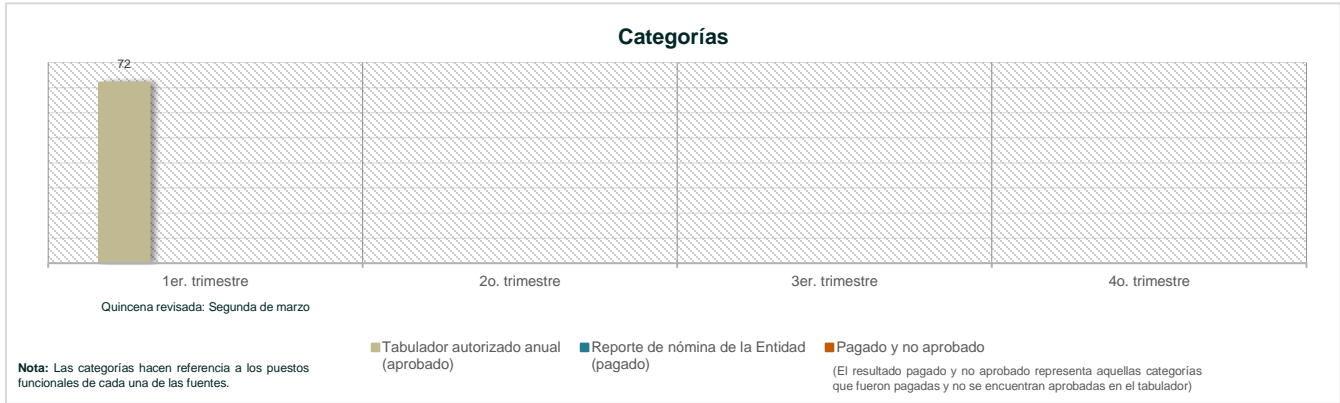 Categorías
72
1er. trimestre
2o. trimestre
3er. trimestre
4o. trimestre
Quincena revisada: Segunda de marzo
Tabulador autorizado anual
(aprobado)
Reporte de nómina de la Entidad
(pagado)
Pagado y no aprobado
(El resultado pagado y no aprobado representa aquellas categorías
que fueron pagadas y no se encuentran aprobadas en el tabulador)
Nota: Las categorías hacen referencia a los puestos
funcionales de cada una de las fuentes.